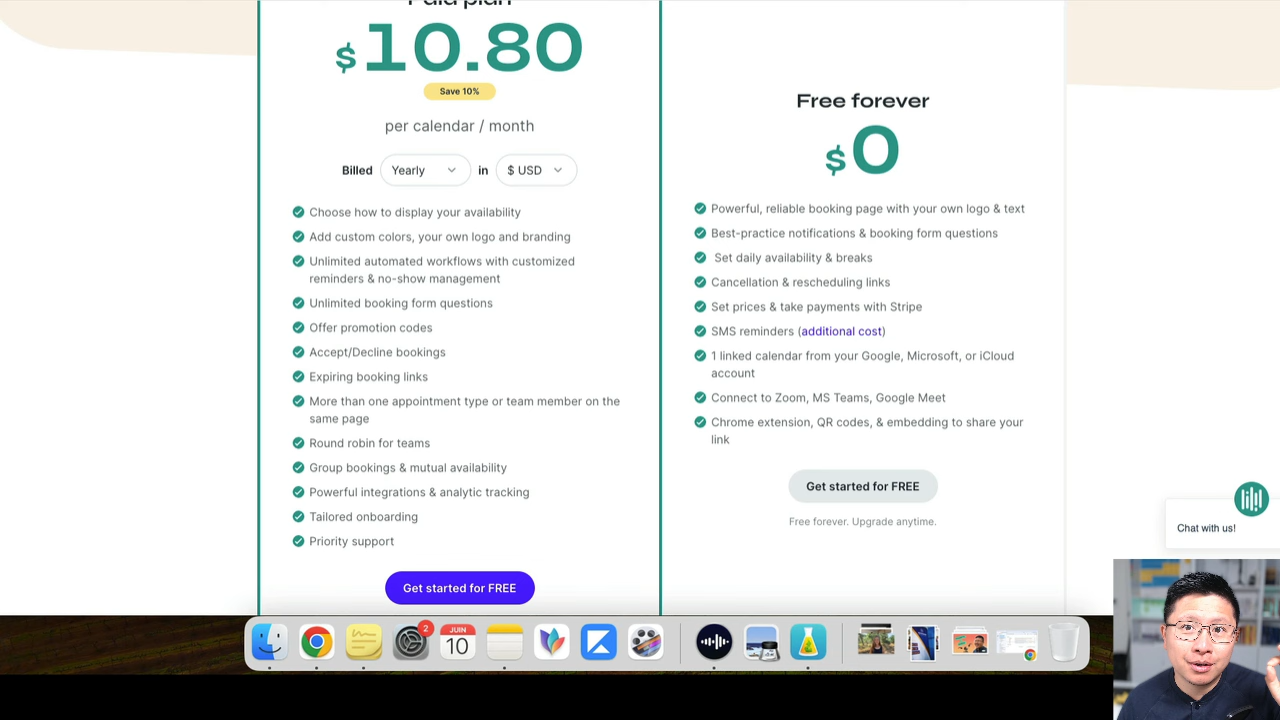 Paid plan
$10.80
Save 10%
per calendar / month
Billed Yearly in $ USD
Choose how to display your availability
Add custom colors, your own logo and branding
Unlimited automated workflows with customized
reminders & no-show management
Unlimited booking form questions
Offer promotion codes
Accept/Decline bookings
Expiring booking links
More than one appointment type or team member on the
same page
Round robin for teams
Group bookings & mutual availability
Powerful integrations & analytic tracking
Tailored onboarding
Priority support
Get started for FREE
Free forever
$0
Powerful, reliable booking page with your own logo & text
Best-practice notifications & booking form questions
Set daily availability & breaks
Cancellation & rescheduling links
Set prices & take payments with Stripe
SMS reminders (additional cost)
1 linked calendar from your Google, Microsoft, or iCloud
account
Connect to Zoom, MS Teams, Google Meet
Chrome extension, QR codes, & embedding to share your
link
Get started for FREE
Free forever. Upgrade anytime.
Chat with us!
2
JUIN
10